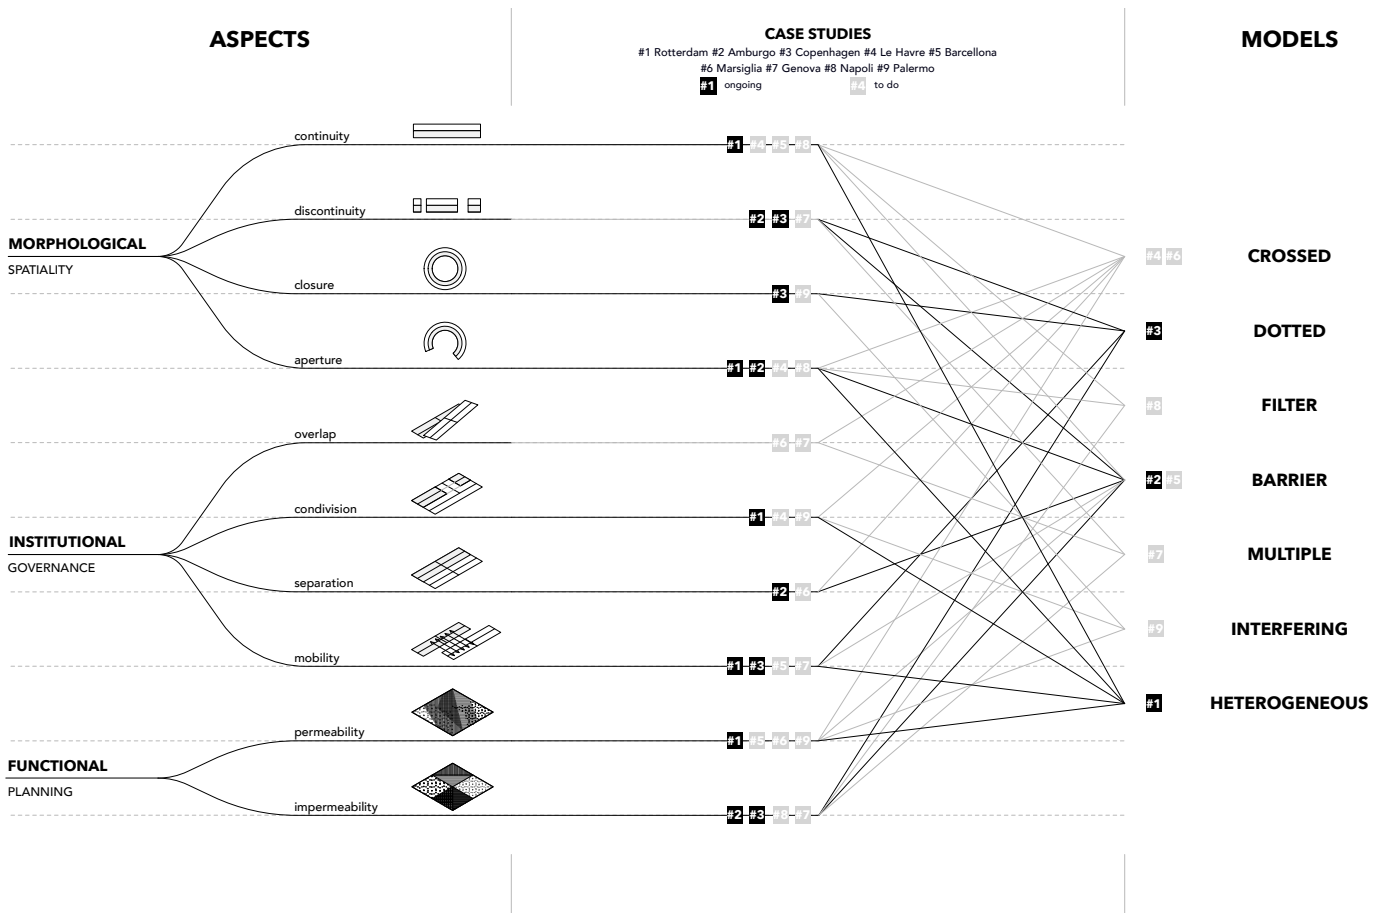 ASPECTS
CASE STUDIES
#1 Rotterdam #2 Amburgo #3 Copenhagen #4 Le Havre #5 Barcellona
#6 Marsiglia #7 Genova #8 Napoli #9 Palermo
#1 ongoing #4 to do
MODELS
continuity
#1 #4 #5 #8
discontinuity
#2 #3 #7
MORPHOLOGICAL
SPATIALITY
#4 #6 CROSSED
closure
#3 #9
#3 DOTTED
aperture
#1 #2 #4 #8
#8 FILTER
overlap
#6 #7
#2 #5 BARRIER
condivision
#1 #4 #9
INSTITUTIONAL
GOVERNANCE
#7 MULTIPLE
separation
#2 #6
#9 INTERFERING
mobility
#1 #3 #5 #7
#1 HETEROGENEOUS
permeability
#1 #5 #6 #9
FUNCTIONAL
PLANNING
impermeability
#2 #3 #8 #7